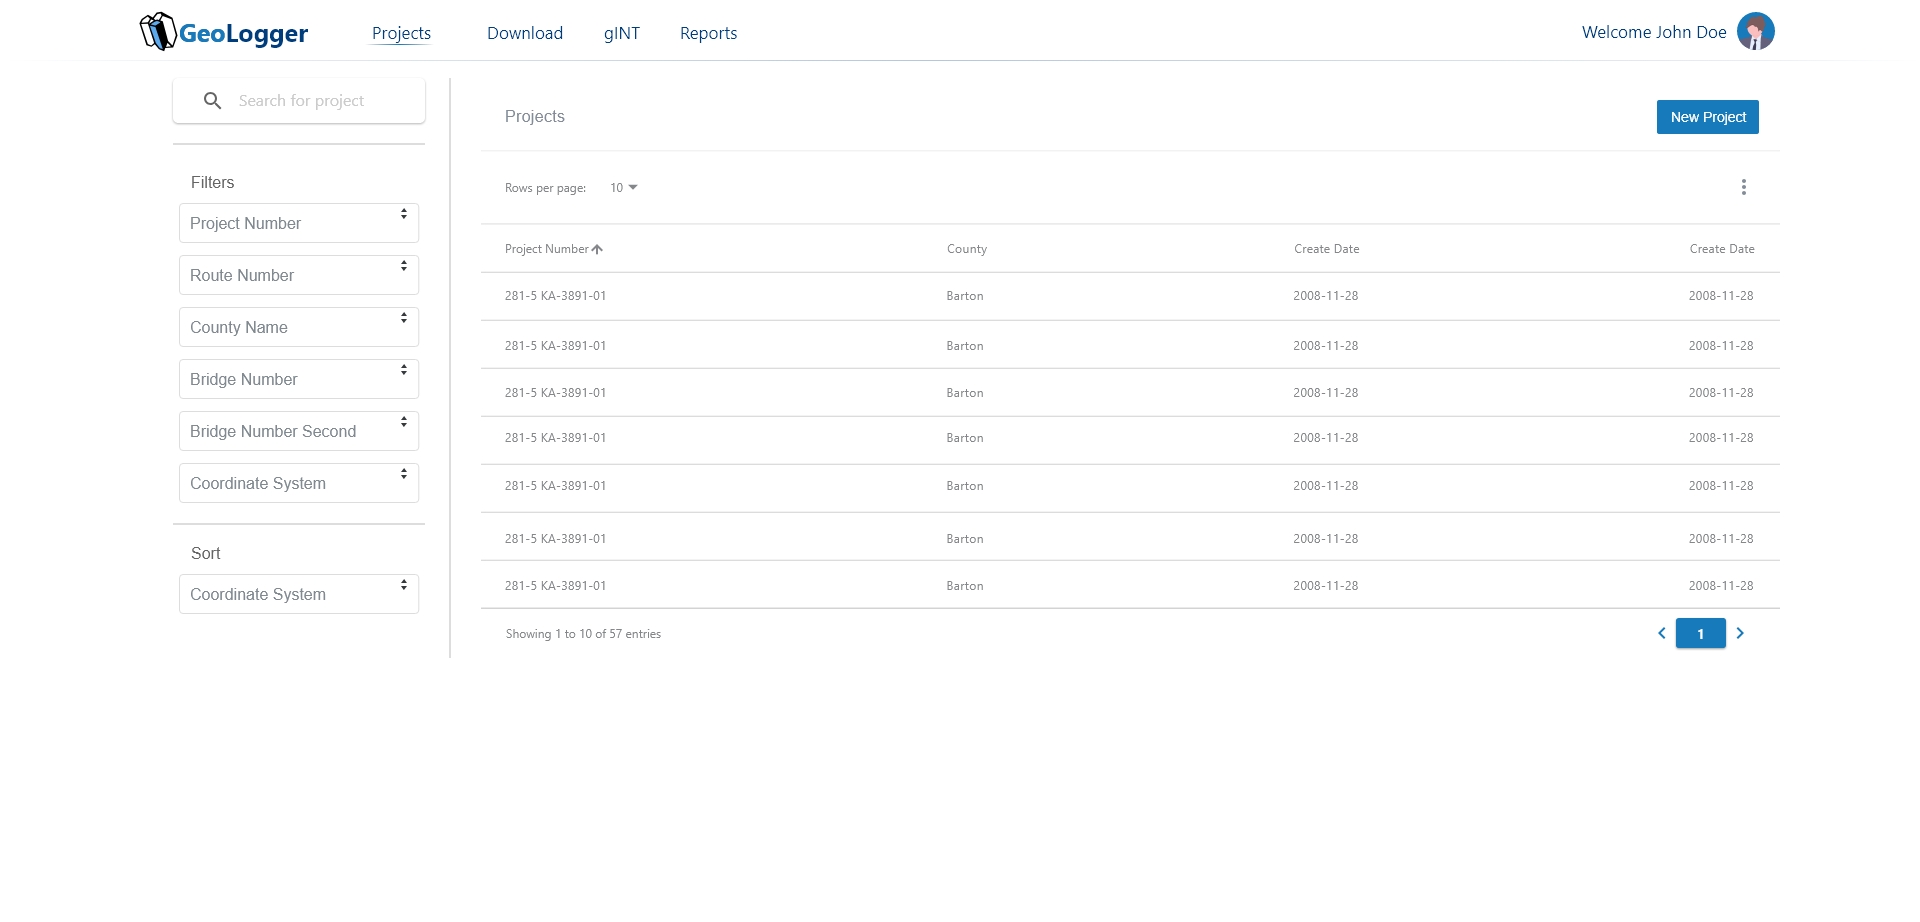 GeoLogger Projects Download gINT Reports Welcome John Doe
Search for project
Filters
Project Number
Route Number
County Name
Bridge Number
Bridge Number Second
Coordinate System
Sort
Coordinate System
Projects New Project
Rows per page: 10
Project Number County Create Date Create Date
281-5 KA-3891-01 Barton 2008-11-28 2008-11-28
281-5 KA-3891-01 Barton 2008-11-28 2008-11-28
281-5 KA-3891-01 Barton 2008-11-28 2008-11-28
281-5 KA-3891-01 Barton 2008-11-28 2008-11-28
281-5 KA-3891-01 Barton 2008-11-28 2008-11-28
281-5 KA-3891-01 Barton 2008-11-28 2008-11-28
281-5 KA-3891-01 Barton 2008-11-28 2008-11-28
Showing 1 to 10 of 57 entries 1